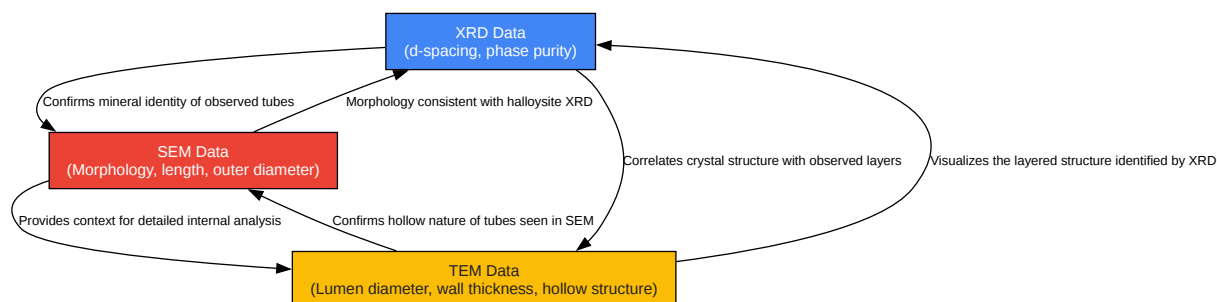 XRD Data
(d-spacing, phase purity)
Confirms mineral identity of observed tubes
Morphology consistent with halloysite XRD
SEM Data
(Morphology, length, outer diameter)
Correlates crystal structure with observed layers
Visualizes the layered structure identified by XRD
Provides context for detailed internal analysis
Confirms hollow nature of tubes seen in SEM
TEM Data
(Lumen diameter, wall thickness, hollow structure)